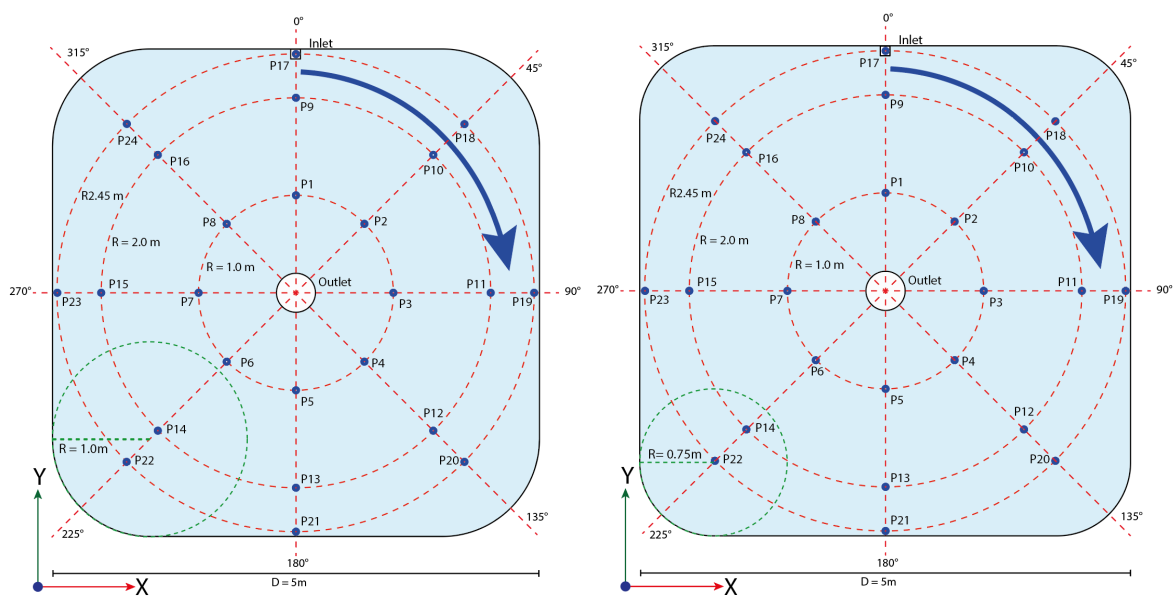 0°
Inlet
315°
45°
P17
P9
P24
P18
P16
P10
R2.45 m
P1
P8
P2
R = 2.0 m
R = 1.0 m
Outlet
270°
P23
P15
P7
P3
P11
P19
90°
P6
P4
P5
P14
P12
R = 1.0m
P22
P20
P13
Y
P21
225°
135°
180°
X
D = 5m
0°
Inlet
315°
45°
P17
P9
P24
P18
P16
P10
R2.45 m
P1
P8
P2
R = 2.0 m
R = 1.0 m
Outlet
270°
P23
P15
P7
P3
P11
P19
90°
P6
P4
P5
P14
P12
R= 0.75m
P22
P20
P13
Y
P21
225°
135°
180°
X
D = 5m